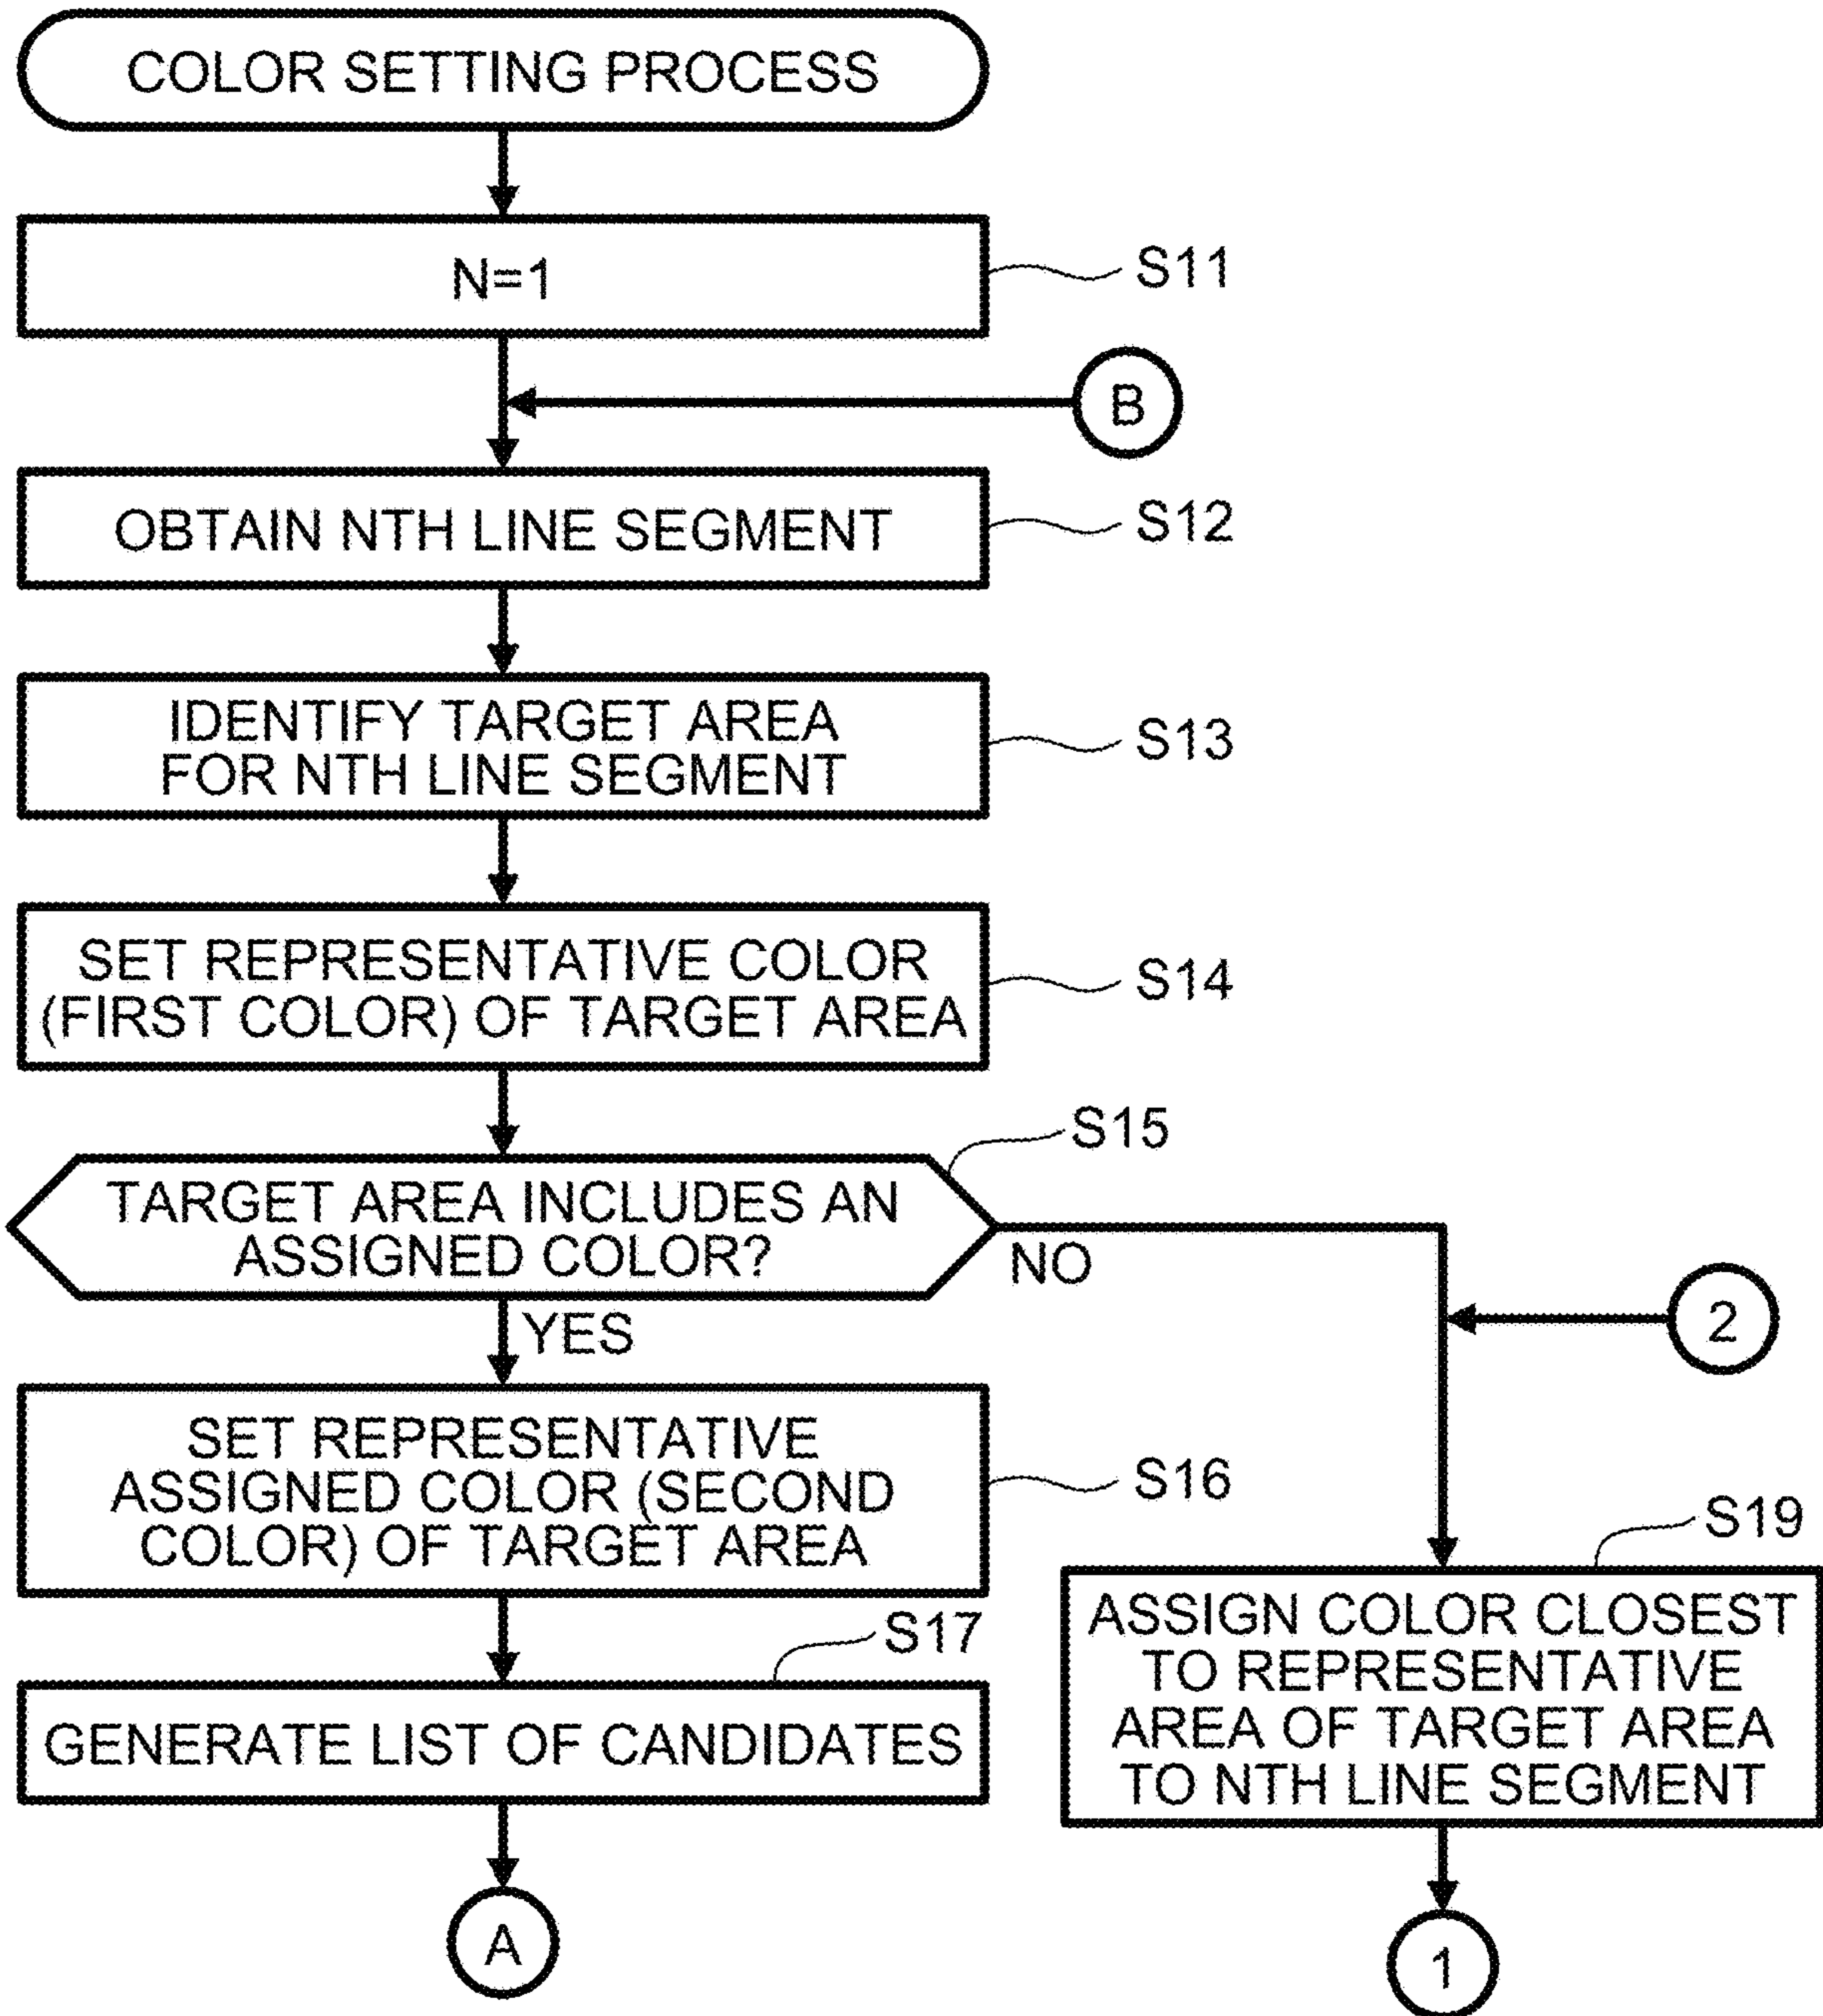 COLOR SETTING PROCESS
N=1
S11
B
OBTAIN NTH LINE SEGMENT
S12
IDENTIFY TARGET AREA
FOR NTH LINE SEGMENT
S13
SET REPRESENTATIVE COLOR
(FIRST COLOR) OF TARGET AREA
S14
S15
TARGET AREA INCLUDES AN
ASSIGNED COLOR?
NO
YES
2
SET REPRESENTATIVE
ASSIGNED COLOR (SECOND
COLOR) OF TARGET AREA
S16
S19
ASSIGN COLOR CLOSEST
TO REPRESENTATIVE
AREA OF TARGET AREA
TO NTH LINE SEGMENT
S17
GENERATE LIST OF CANDIDATES
A
1